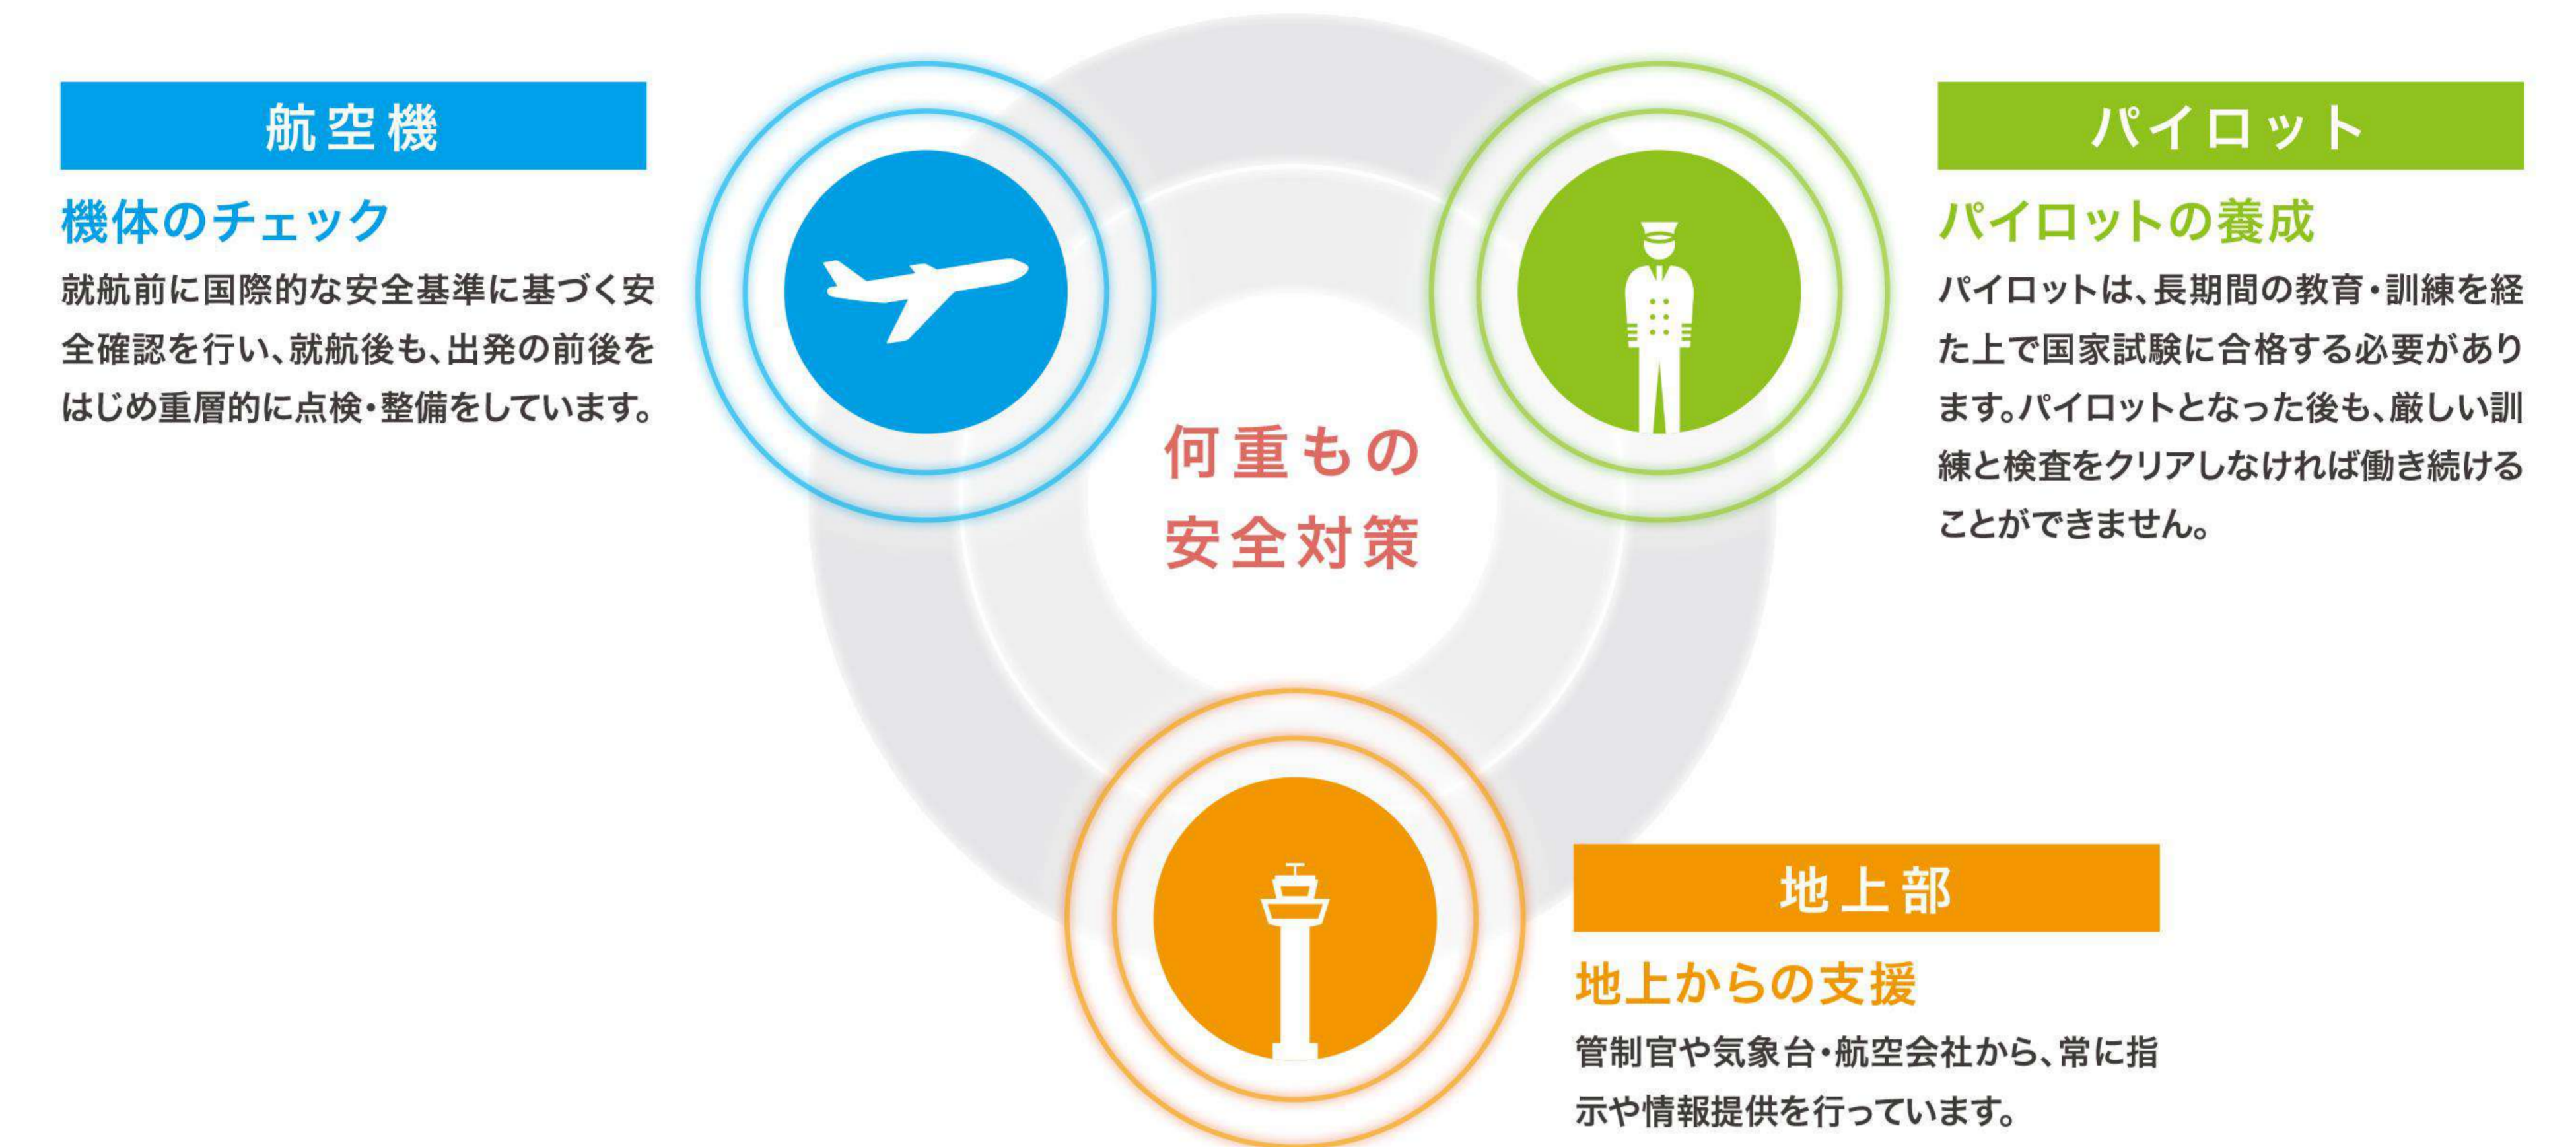 航空機
機体のチェック
就航前に国際的な安全基準に基づく安
全確認を行い、就航後も、出発の前後を
はじめ重層的に点検・整備をしています。
何重もの
安全対策
パイロット
パイロットの養成
パイロットは、長期間の教育・訓練を経
た上で国家試験に合格する必要があり
ます。パイロットとなった後も、厳しい訓
練と検査をクリアしなければ働き続ける
ことができません。
地上部
地上からの支援
管制官や気象台・航空会社から、常に指
示や情報提供を行っています。